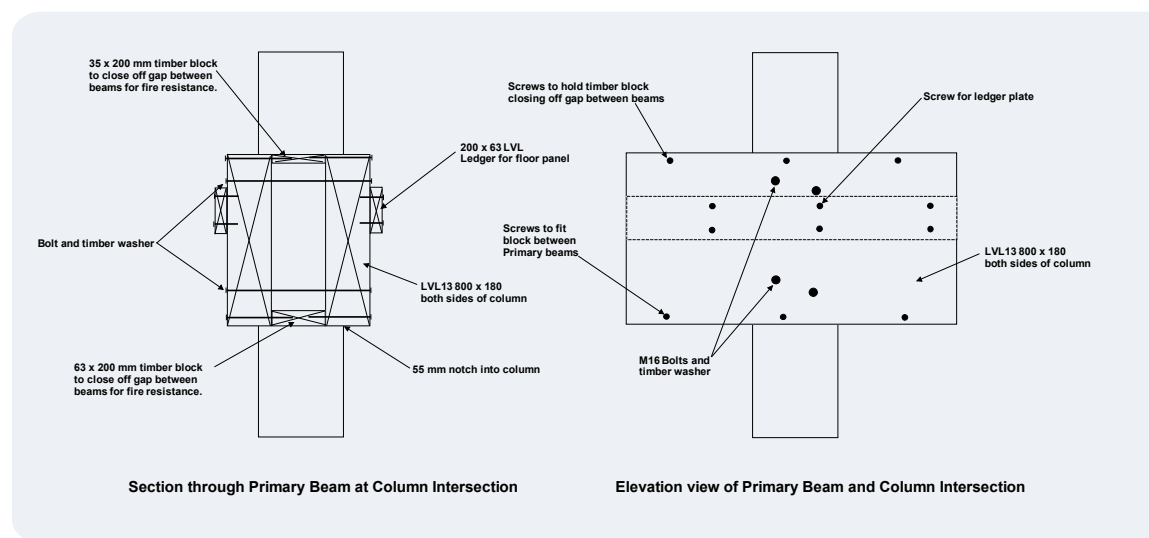 35 x 200 mm timber block
to close off gap between
beams for fire resistance.
200 x 63 LVL
Ledger for floor panel
Bolt and timber washer
LVL13 800 x 180
both sides of column
63 x 200 mm timber block
to close off gap between
beams for fire resistance.
55 mm notch into column
Section through Primary Beam at Column Intersection
Screws to hold timber block
closing off gap between beams
Screw for ledger plate
Screws to fit
block between
Primary beams
LVL13 800 x 180
both sides of column
M16 Bolts and
timber washer
Elevation view of Primary Beam and Column Intersection